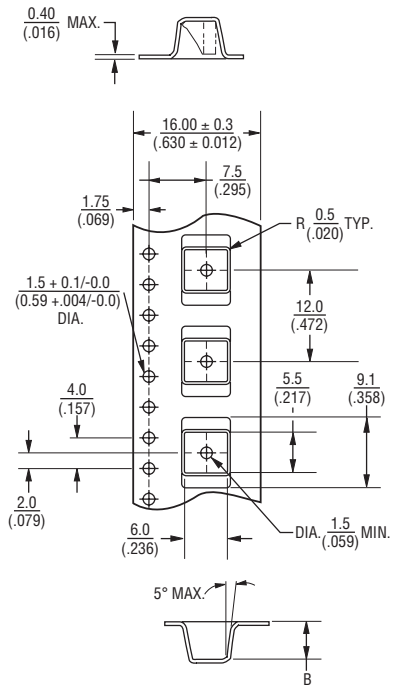 0.40
(.016) MAX.
16.00 ± 0.3
(.630 ± 0.012)
7.5
(.295)
1.75
(.069)
R 0.5
(.020) TYP.
1.5 + 0.1/-0.0
(0.59 +.004/-0.0)
DIA.
12.0
(.472)
4.0
(.157)
5.5
(.217)
9.1
(.358)
2.0
(.079)
6.0
(.236)
DIA. 1.5
(.059) MIN.
5° MAX.
B